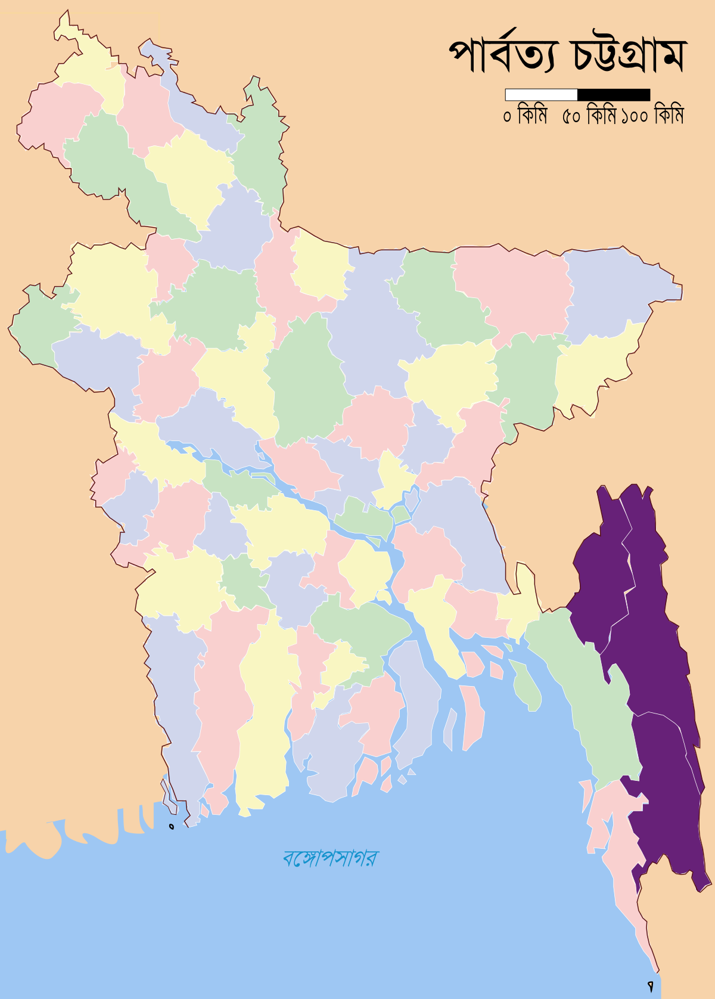 পার্বত্য চট্টগ্রাম
০ কিমি ৫০ কিমি ১০০ কিমি
বঙ্গোপসাগর